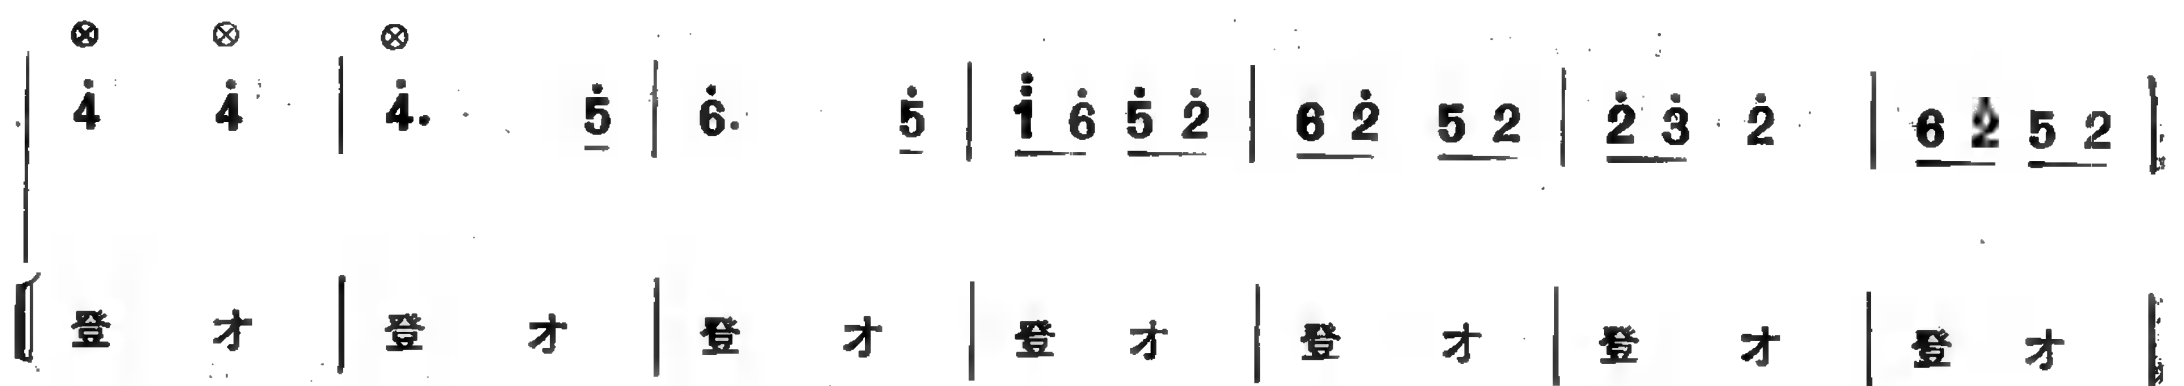 ⊗ ⊗ ⊗
4̇ 4̇ | 4̇. 5̇ | 6̇. 5̇ | 1̈ 6̇ 5̇ 2̇ | 6 2̇ 5 2 | 2̇ 3̇ 2̇ | 6 2̇ 5 2 |
登 才 | 登 才 | 登 才 | 登 才 | 登 才 | 登 才 | 登 才 |